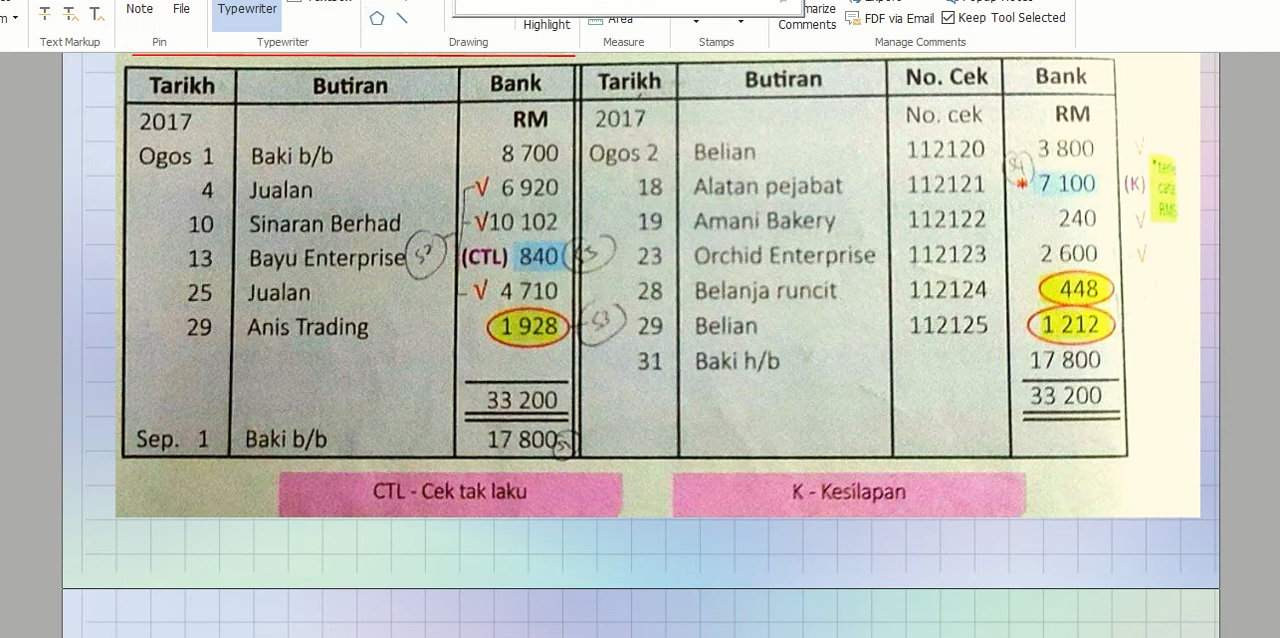 Note File Typewriter Highlight Area marize Comments FDF via Email Keep Tool Selected
Text Markup Pin Typewriter Drawing Measure Stamps Manage Comments
Tarikh Butiran Bank Tarikh Butiran No. Cek Bank
2017 RM 2017 No. cek RM
Ogos 1 Baki b/b 8 700 Ogos 2 Belian 112120 3 800 √
4 Jualan √ 6 920 18 Alatan pejabat 112121 * 7 100 (K)
10 Sinaran Berhad √10 102 19 Amani Bakery 112122 240 √
13 Bayu Enterprise (CTL) 840 23 Orchid Enterprise 112123 2 600 √
25 Jualan √ 4 710 28 Belanja runcit 112124 448
29 Anis Trading 1 928 29 Belian 112125 1 212
31 Baki h/b 17 800
33 200 33 200
Sep. 1 Baki b/b 17 800
CTL - Cek tak laku K - Kesilapan